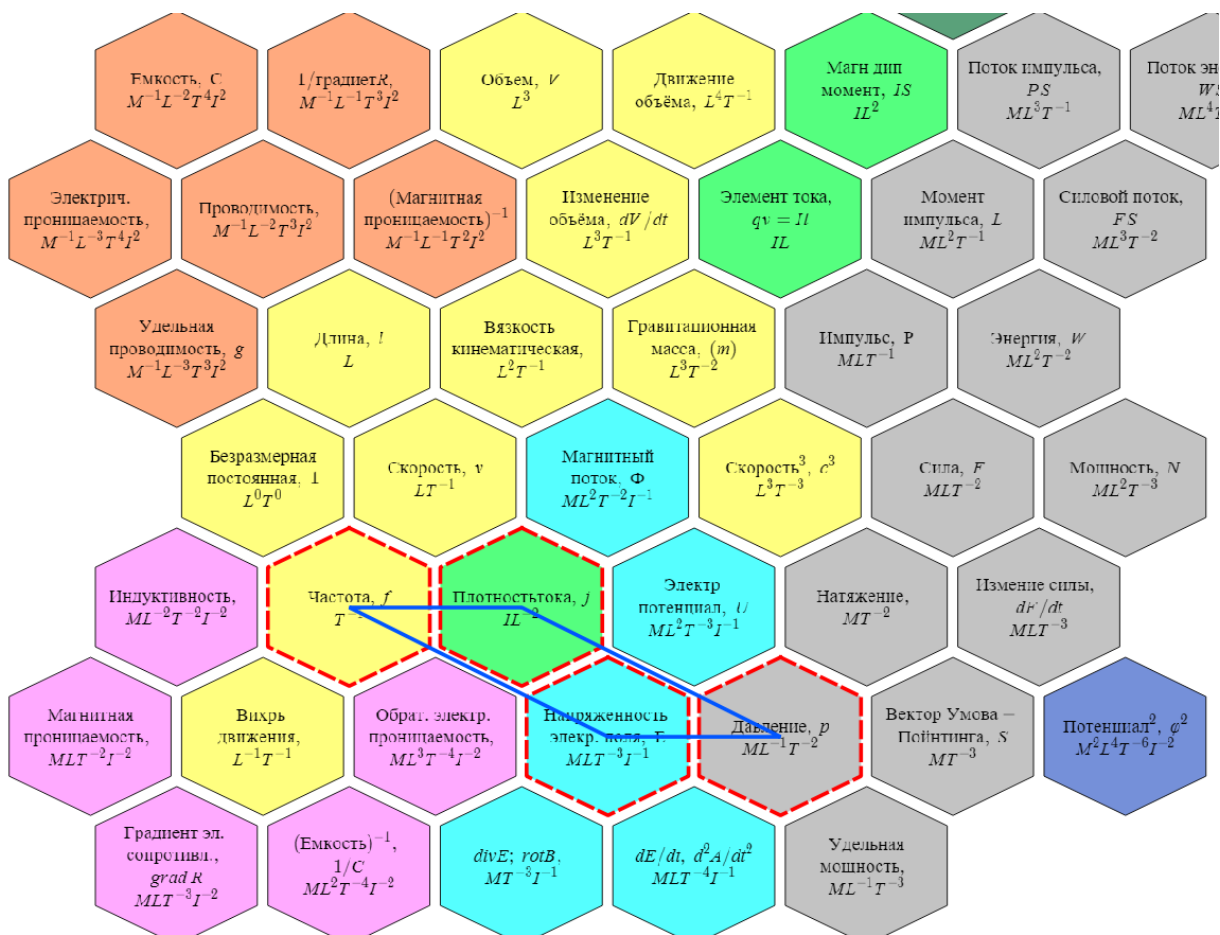 Емкость, C
M⁻¹L⁻²T⁴I²
1/градиетR,
M⁻¹L⁻¹T³I²
Объем, V
L³
Движение
объёма, L⁴T⁻¹
Магн дип
момент, IS
IL²
Поток импульса,
PS
ML³T⁻¹
Поток эн
WS
ML⁴T
Электрич.
проницаемость,
M⁻¹L⁻³T⁴I²
Проводимость,
M⁻¹L⁻²T³I²
(Магнитная
проницаемость)⁻¹
M⁻¹L⁻¹T²I²
Изменение
объёма, dV/dt
L³T⁻¹
Элемент тока,
qv = Il
IL
Момент
импульса, L
ML²T⁻¹
Силовой поток,
FS
ML³T⁻²
Удельная
проводимость, g
M⁻¹L⁻³T³I²
Длина, l
L
Вязкость
кинематическая,
L²T⁻¹
Гравитационная
масса, (m)
L³T⁻²
Импульс, P
MLT⁻¹
Энергия, W
ML²T⁻²
Безразмерная
постоянная, 1
L⁰T⁰
Скорость, v
LT⁻¹
Магнитный
поток, Φ
ML²T⁻²I⁻¹
Скорость³, c³
L³T⁻³
Сила, F
MLT⁻²
Мощность, N
ML²T⁻³
Индуктивность,
ML⁻²T⁻²I⁻²
Частота, f
T⁻¹
Плотностьтока, j
IL⁻²
Электр
потенциал, U
ML²T⁻³I⁻¹
Натяжение,
MT⁻²
Измение силы,
dF/dt
MLT⁻³
Магнитная
проницаемость,
MLT⁻²I⁻²
Вихрь
движения,
L⁻¹T⁻¹
Обрат. электр.
проницаемость,
ML³T⁻⁴I⁻²
Напряженность
элекр. поля, E
MLT⁻³I⁻¹
Давление, p
ML⁻¹T⁻²
Вектор Умова −
Пойнтинга, S
MT⁻³
Потенциал², φ²
M²L⁴T⁻⁶I⁻²
Градиент эл.
сопротивл.,
grad R
MLT⁻³I⁻²
(Емкость)⁻¹,
1/C
ML²T⁻⁴I⁻²
divE; rotB,
MT⁻³I⁻¹
dE/dt, d²A/dt²
MLT⁻⁴I⁻¹
Удельная
мощность,
ML⁻¹T⁻³